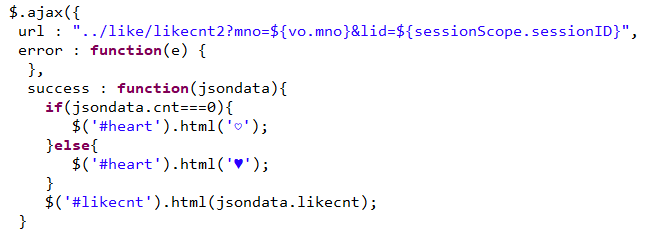 $.ajax({
 url : "../like/likecnt2?mno=${vo.mno}&lid=${sessionScope.sessionID}",
 error : function(e) {
  },
  success : function(jsondata){
    if(jsondata.cnt===0){
       $('#heart').html('♡');
    }else{
       $('#heart').html('♥');
    }
    $('#likecnt').html(jsondata.likecnt);
 }